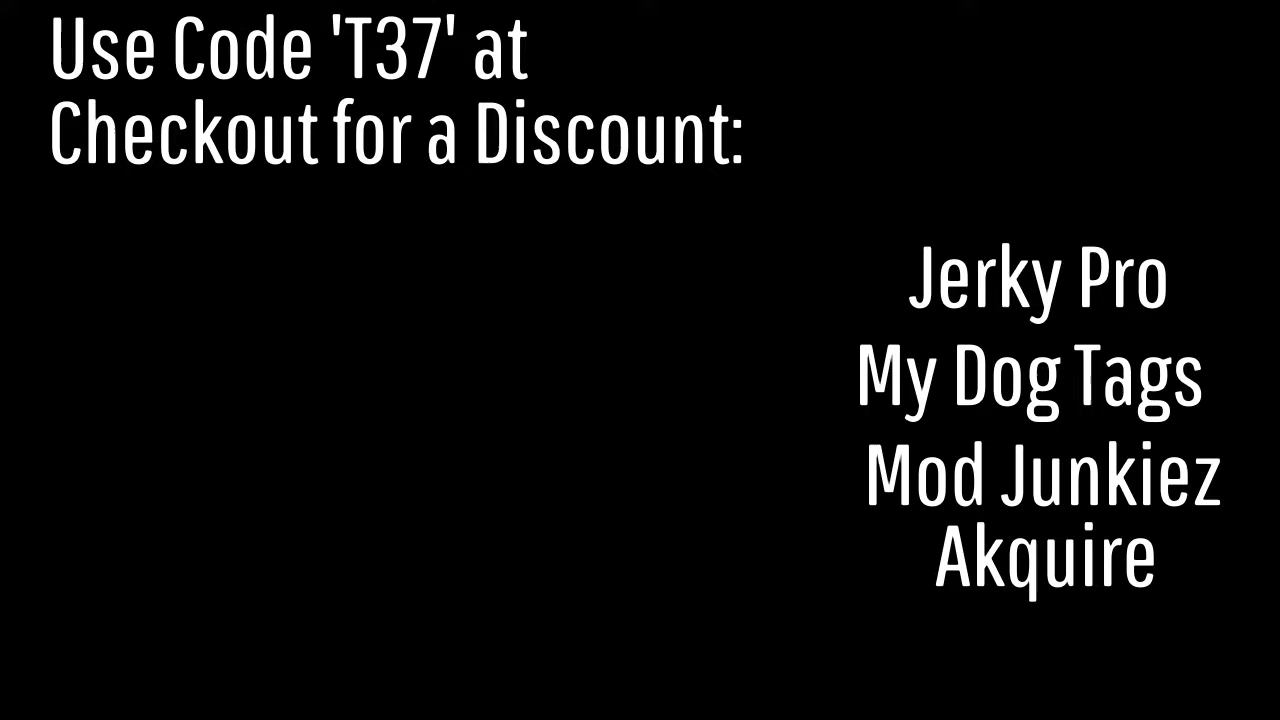 Use Code 'T37' at
Checkout for a Discount:
Jerky Pro
My Dog Tags
Mod Junkiez
Akquire